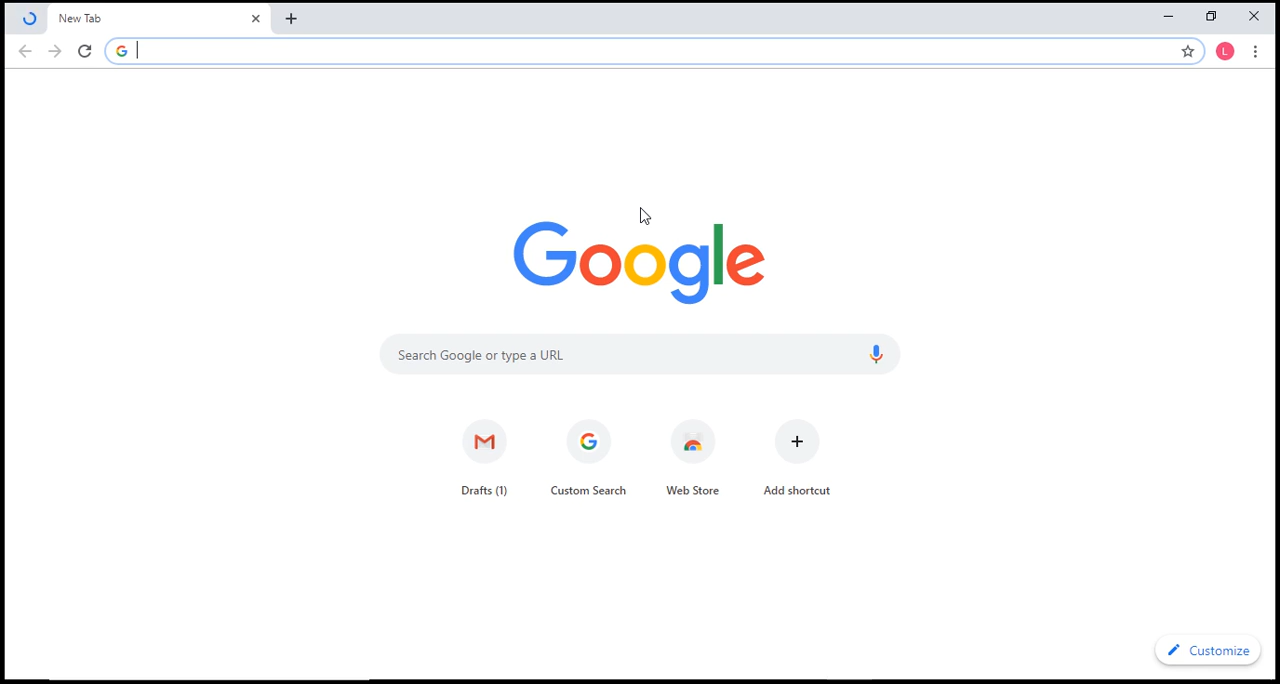 New Tab
L
Google
Search Google or type a URL
Drafts (1)
Custom Search
Web Store
Add shortcut
Customize